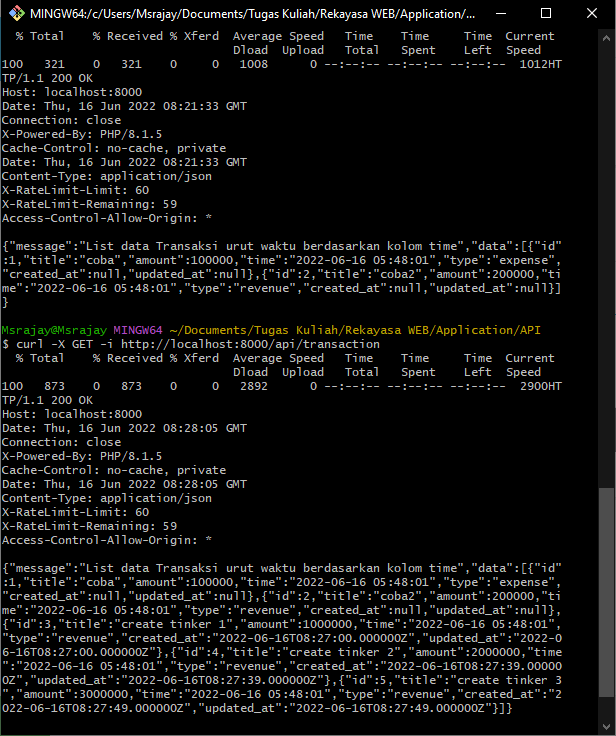 MINGW64:/c/Users/Msrajay/Documents/Tugas Kuliah/Rekayasa WEB/Application/...
  % Total    % Received % Xferd  Average Speed   Time    Time     Time  Current
                                 Dload  Upload   Total   Spent    Left  Speed
100   321    0   321    0     0   1008      0 --:--:-- --:--:-- --:--:--  1012HT
TP/1.1 200 OK
Host: localhost:8000
Date: Thu, 16 Jun 2022 08:21:33 GMT
Connection: close
X-Powered-By: PHP/8.1.5
Cache-Control: no-cache, private
Date: Thu, 16 Jun 2022 08:21:33 GMT
Content-Type: application/json
X-RateLimit-Limit: 60
X-RateLimit-Remaining: 59
Access-Control-Allow-Origin: *
{"message":"List data Transaksi urut waktu berdasarkan kolom time","data":[{"id"
:1,"title":"coba","amount":100000,"time":"2022-06-16 05:48:01","type":"expense",
"created_at":null,"updated_at":null},{"id":2,"title":"coba2","amount":200000,"ti
me":"2022-06-16 05:48:01","type":"revenue","created_at":null,"updated_at":null}]
}
Msrajay@Msrajay MINGW64 ~/Documents/Tugas Kuliah/Rekayasa WEB/Application/API
$ curl -X GET -i http://localhost:8000/api/transaction
  % Total    % Received % Xferd  Average Speed   Time    Time     Time  Current
                                 Dload  Upload   Total   Spent    Left  Speed
100   873    0   873    0     0   2892      0 --:--:-- --:--:-- --:--:--  2900HT
TP/1.1 200 OK
Host: localhost:8000
Date: Thu, 16 Jun 2022 08:28:05 GMT
Connection: close
X-Powered-By: PHP/8.1.5
Cache-Control: no-cache, private
Date: Thu, 16 Jun 2022 08:28:05 GMT
Content-Type: application/json
X-RateLimit-Limit: 60
X-RateLimit-Remaining: 59
Access-Control-Allow-Origin: *
{"message":"List data Transaksi urut waktu berdasarkan kolom time","data":[{"id"
:1,"title":"coba","amount":100000,"time":"2022-06-16 05:48:01","type":"expense",
"created_at":null,"updated_at":null},{"id":2,"title":"coba2","amount":200000,"ti
me":"2022-06-16 05:48:01","type":"revenue","created_at":null,"updated_at":null},
{"id":3,"title":"create tinker 1","amount":1000000,"time":"2022-06-16 05:48:01",
"type":"revenue","created_at":"2022-06-16T08:27:00.000000Z","updated_at":"2022-0
6-16T08:27:00.000000Z"},{"id":4,"title":"create tinker 2","amount":2000000,"time
":"2022-06-16 05:48:01","type":"revenue","created_at":"2022-06-16T08:27:39.00000
0Z","updated_at":"2022-06-16T08:27:39.000000Z"},{"id":5,"title":"create tinker 3
","amount":3000000,"time":"2022-06-16 05:48:01","type":"revenue","created_at":"2
022-06-16T08:27:49.000000Z","updated_at":"2022-06-16T08:27:49.000000Z"}]}